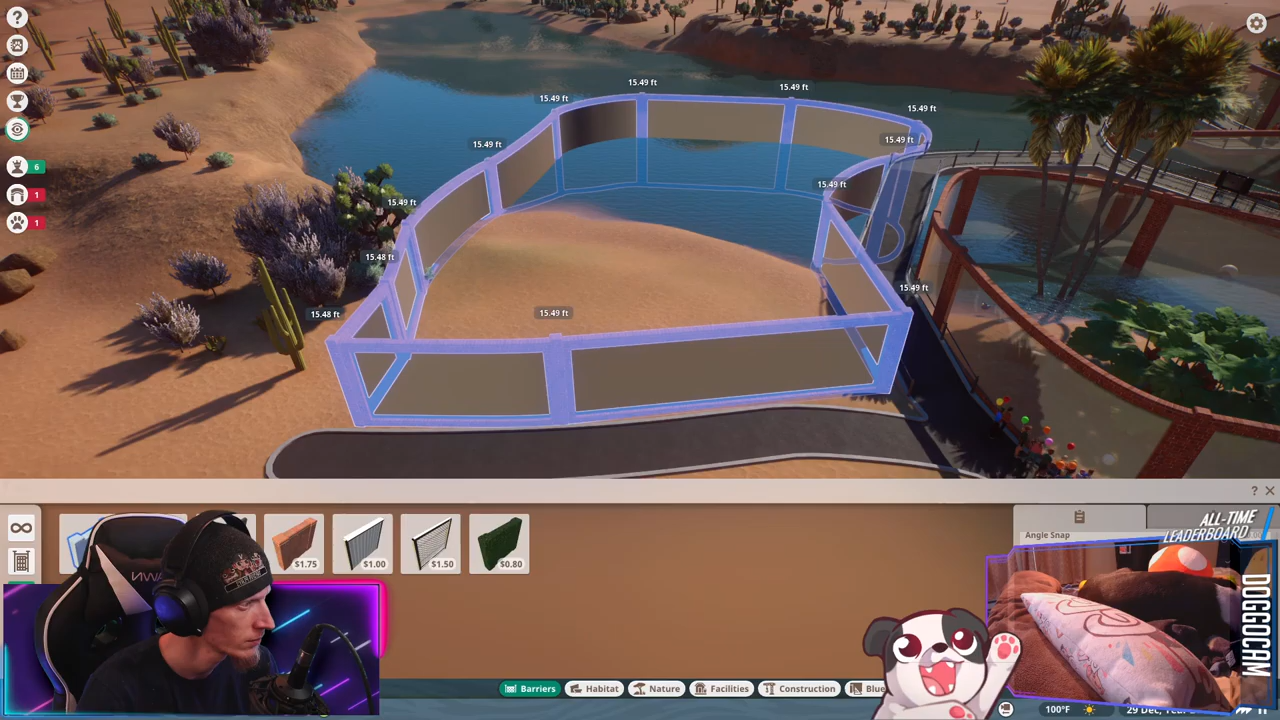 ?
6
1
1
15.49 ft
15.49 ft
15.49 ft
15.49 ft
15.49 ft
15.49 ft
15.49 ft
15.49 ft
15.48 ft
15.49 ft
15.48 ft
15.49 ft
? X
$1.75
$1.00
$1.50
$0.80
Angle Snap
ALL-TIME
LEADERBOARD
DOGGOCAM
Barriers
Habitat
Nature
Facilities
Construction
Blue
100°F
29 Dec,